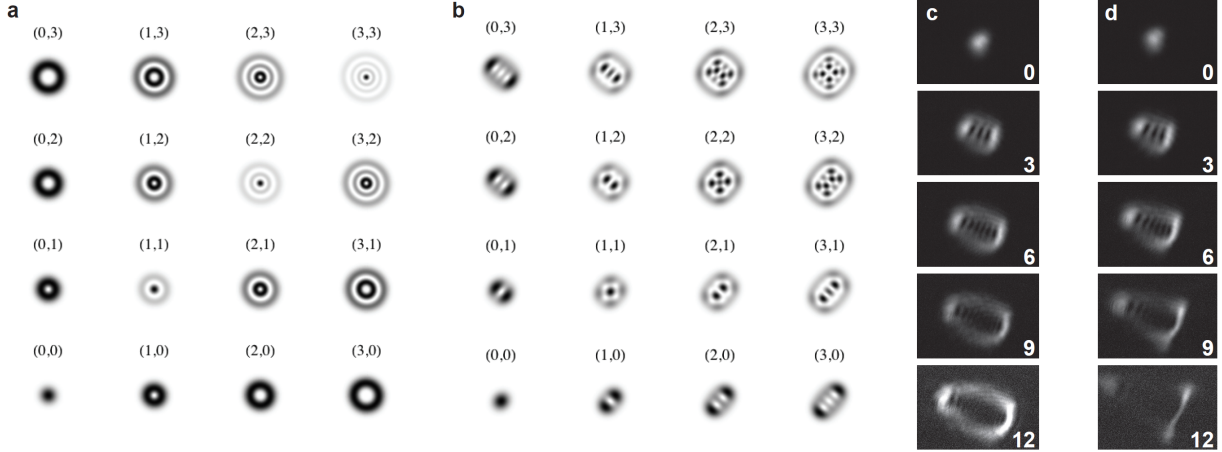 a
(0,3) (1,3) (2,3) (3,3)
(0,2) (1,2) (2,2) (3,2)
(0,1) (1,1) (2,1) (3,1)
(0,0) (1,0) (2,0) (3,0)
b
(0,3) (1,3) (2,3) (3,3)
(0,2) (1,2) (2,2) (3,2)
(0,1) (1,1) (2,1) (3,1)
(0,0) (1,0) (2,0) (3,0)
c
0
3
6
9
12
d
0
3
6
9
12